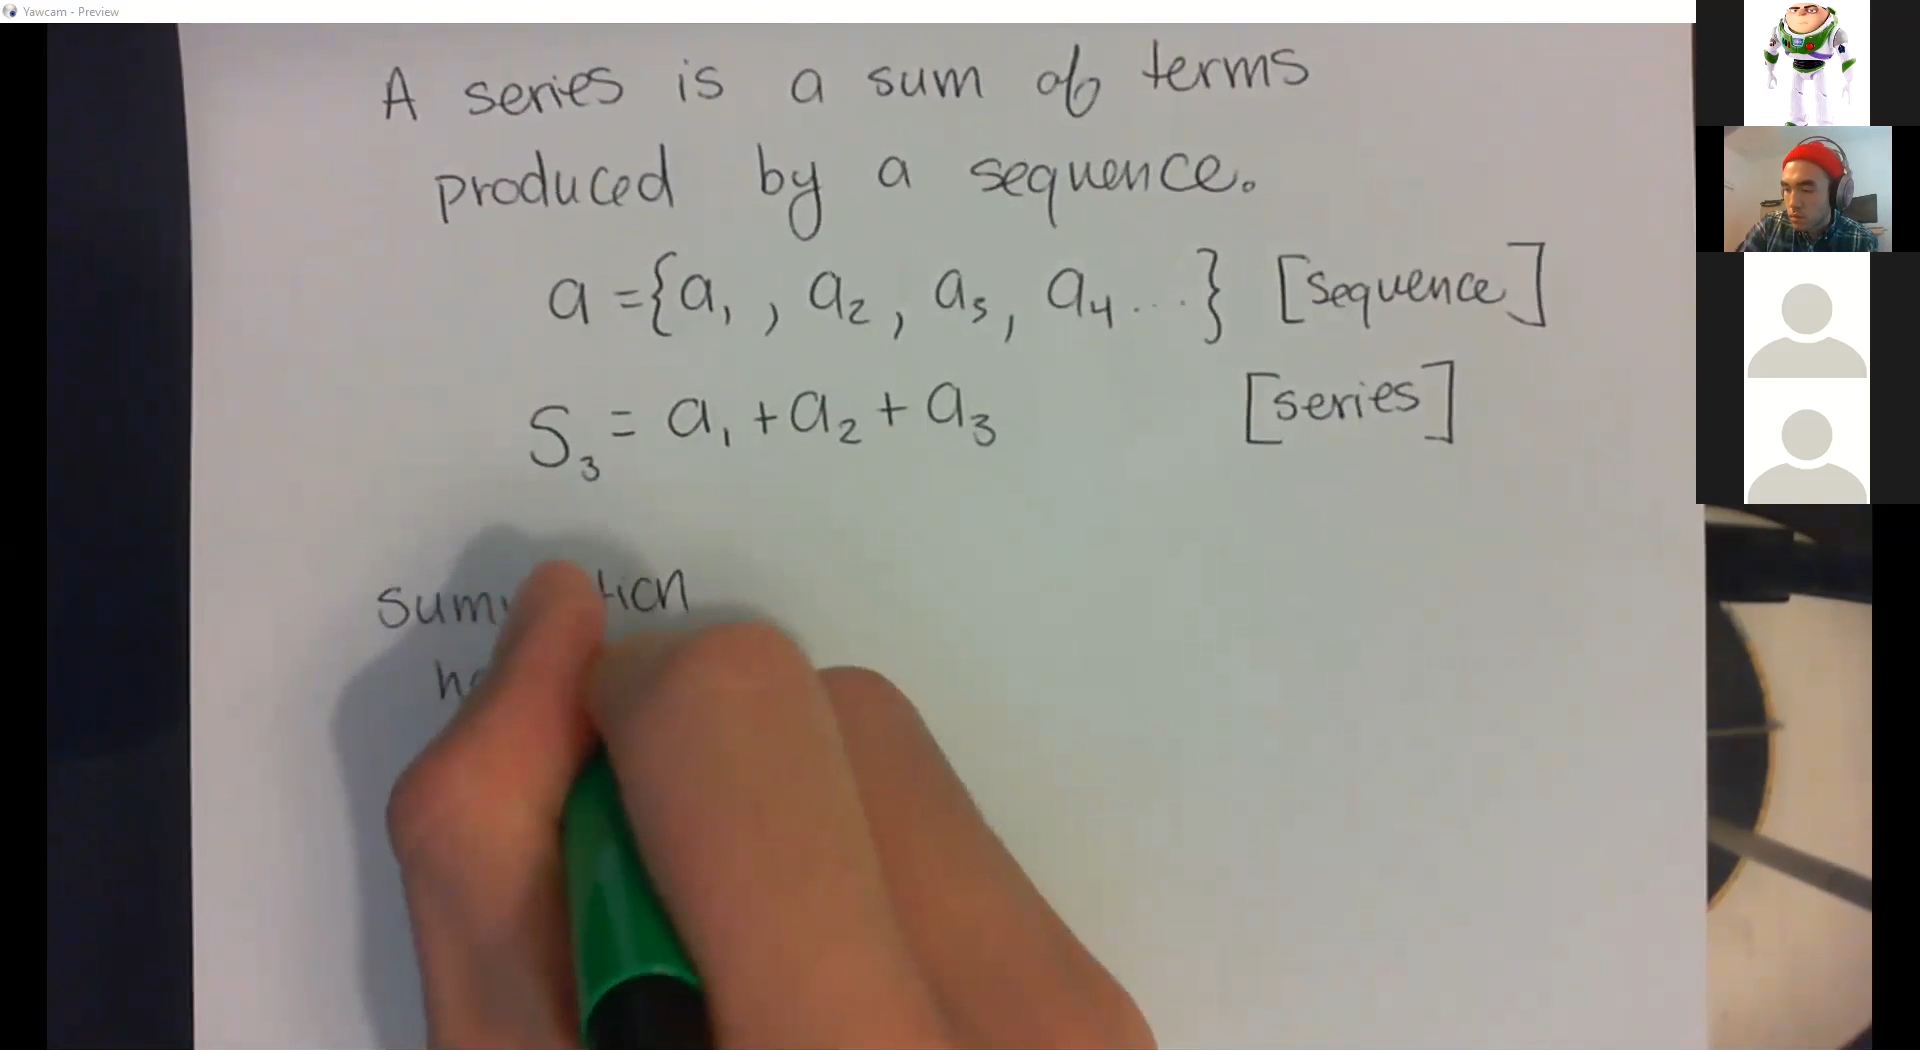 Yawcam - Preview
A series is a sum of terms
produced by a sequence.
a = {a₁, a₂, a₃, a₄ ...} [sequence]
S₃ = a₁ + a₂ + a₃ [series]